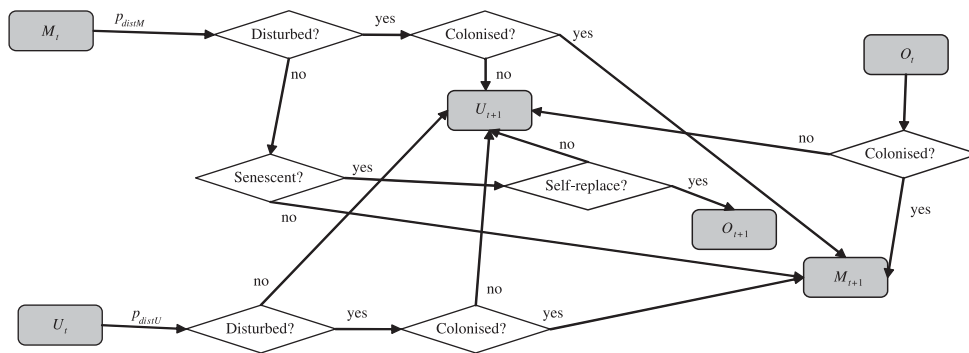 M_t
p_distM
Disturbed?
yes
Colonised?
yes
O_t
no
no
U_t+1
no
no
Colonised?
Senescent?
yes
Self-replace?
yes
yes
no
O_t+1
M_t+1
no
no
U_t
p_distU
Disturbed?
yes
Colonised?
yes